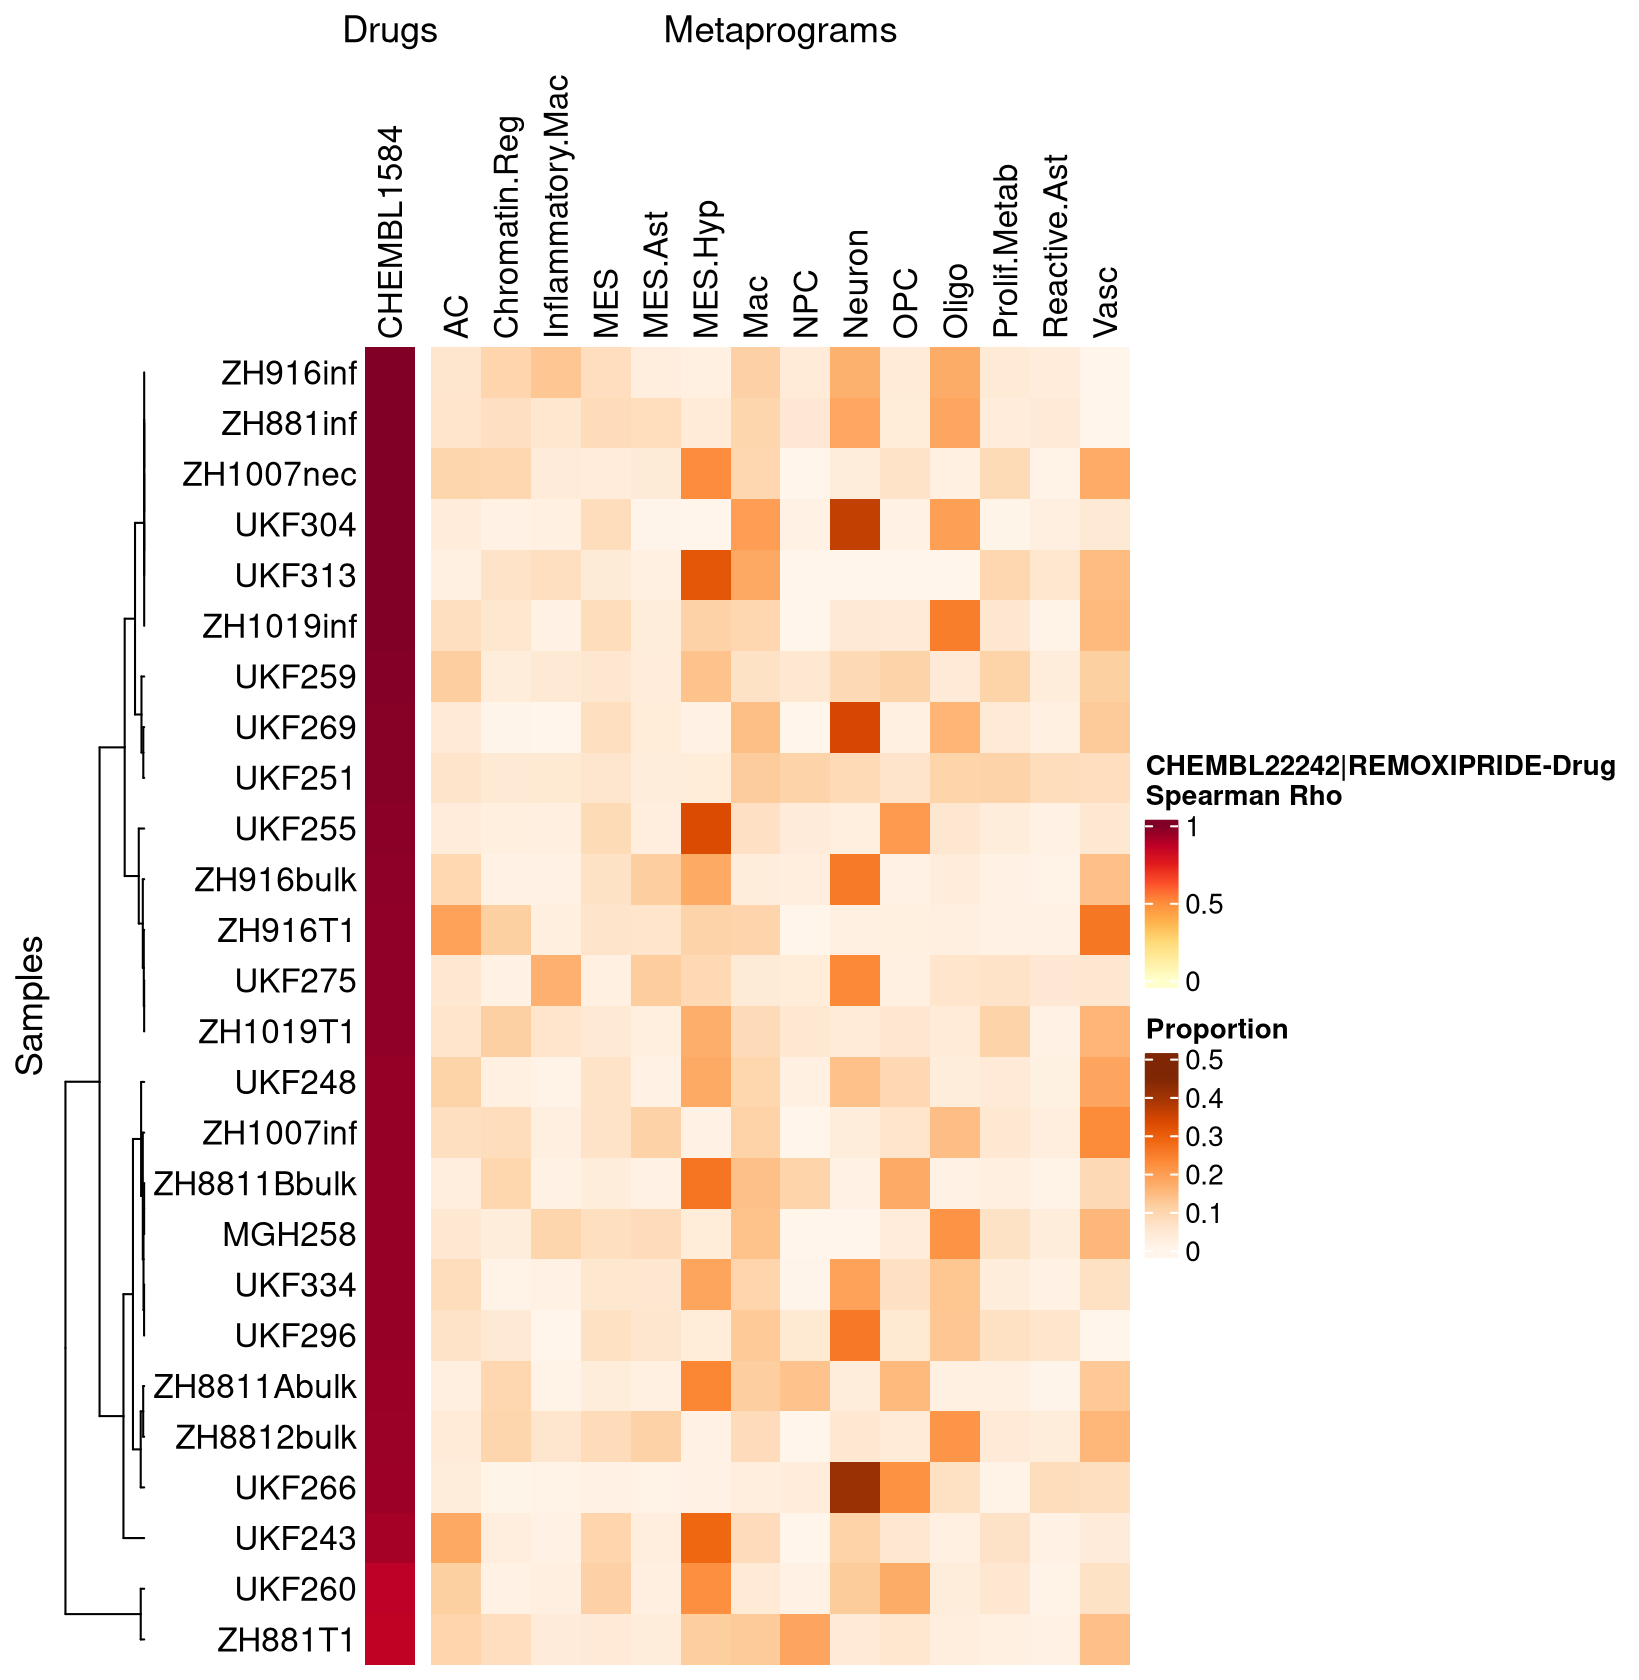 Drugs
Metaprograms
CHEMBL1584
AC
Chromatin.Reg
Inflammatory.Mac
MES
MES.Ast
MES.Hyp
Mac
NPC
Neuron
OPC
Oligo
Prolif.Metab
Reactive.Ast
Vasc
Samples
ZH916inf
ZH881inf
ZH1007nec
UKF304
UKF313
ZH1019inf
UKF259
UKF269
UKF251
UKF255
ZH916bulk
ZH916T1
UKF275
ZH1019T1
UKF248
ZH1007inf
ZH8811Bbulk
MGH258
UKF334
UKF296
ZH8811Abulk
ZH8812bulk
UKF266
UKF243
UKF260
ZH881T1
CHEMBL22242|REMOXIPRIDE-Drug
Spearman Rho
1
0.5
0
Proportion
0.5
0.4
0.3
0.2
0.1
0